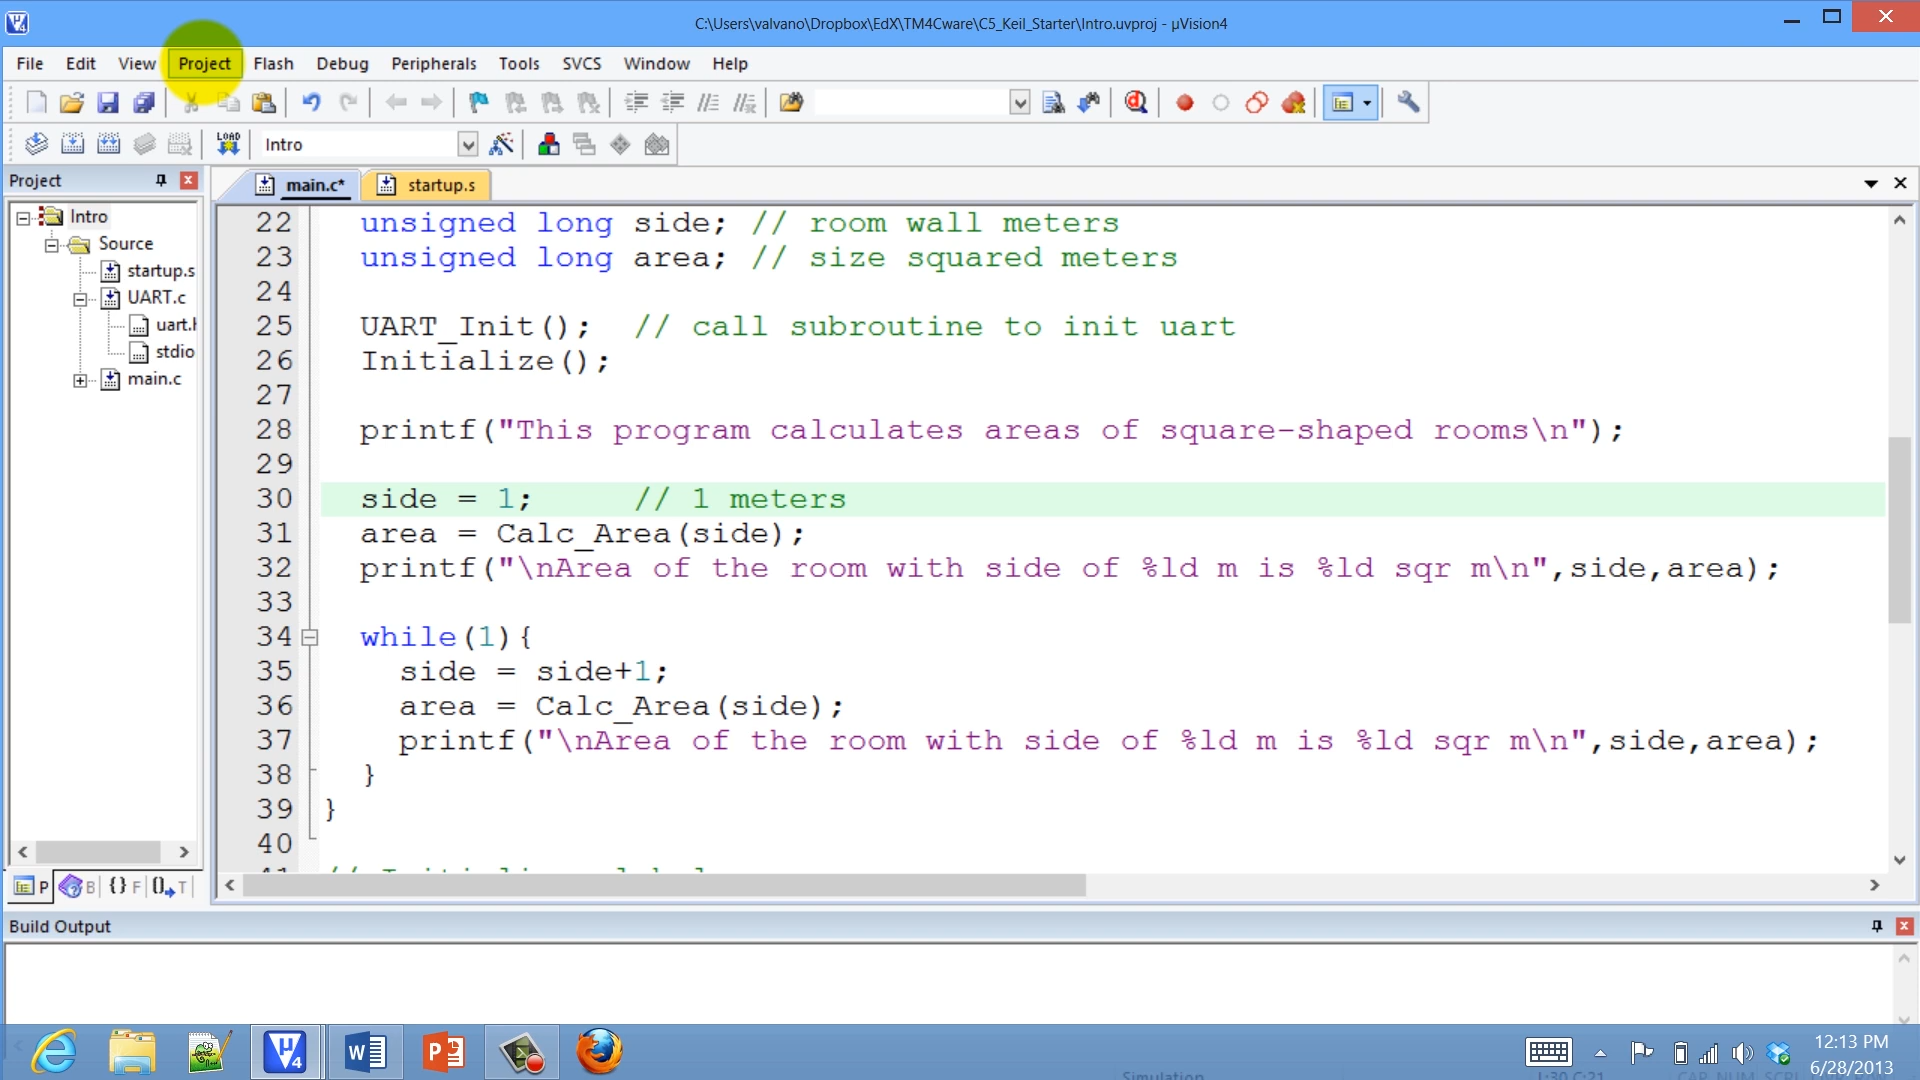 C:\Users\valvano\Dropbox\EdX\TM4Cware\C5_Keil_Starter\Intro.uvproj - µVision4
File Edit View Project Flash Debug Peripherals Tools SVCS Window Help
LOAD Intro
Project
main.c* startup.s
Intro
Source
startup.s
UART.c
uart.h
stdio
main.c
22 unsigned long side; // room wall meters
23 unsigned long area; // size squared meters
24
25 UART_Init(); // call subroutine to init uart
26 Initialize();
27
28 printf("This program calculates areas of square-shaped rooms\n");
29
30 side = 1; // 1 meters
31 area = Calc_Area(side);
32 printf("\nArea of the room with side of %ld m is %ld sqr m\n",side,area);
33
34 while(1){
35 side = side+1;
36 area = Calc_Area(side);
37 printf("\nArea of the room with side of %ld m is %ld sqr m\n",side,area);
38 }
39 }
40
P B {} F 0 T
Build Output
Simulation
12:13 PM
6/28/2013